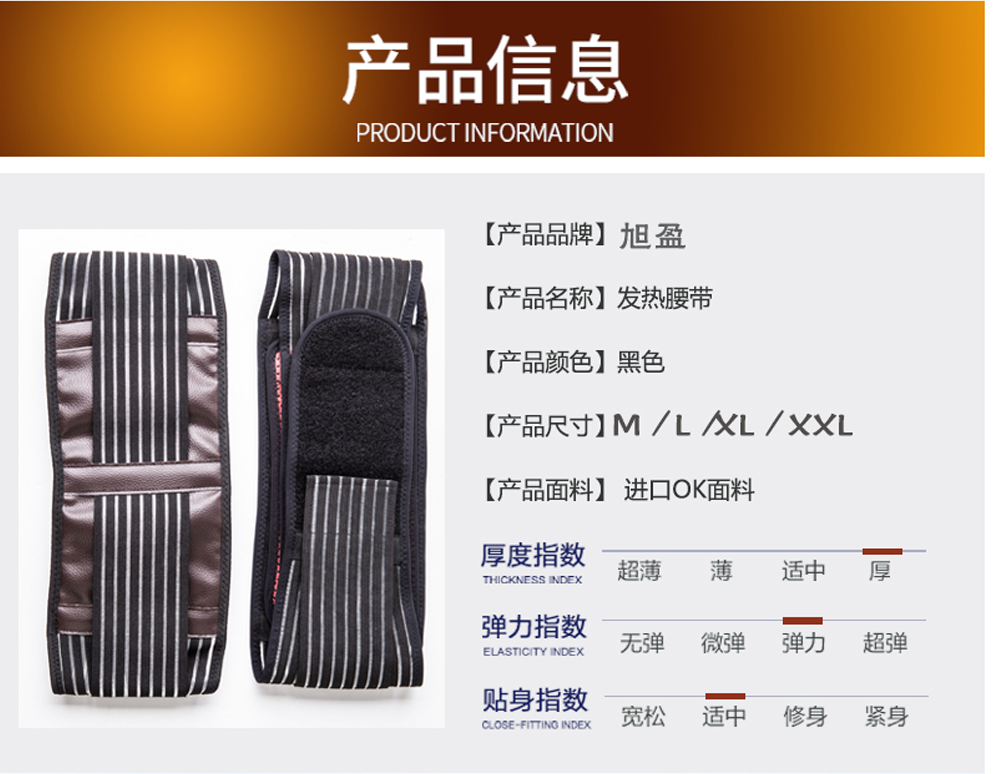 产品信息
PRODUCT INFORMATION
【产品品牌】旭盈
【产品名称】发热腰带
【产品颜色】黑色
【产品尺寸】M / L / XL / XXL
【产品面料】 进口OK面料
厚度指数
THICKNESS INDEX
超薄 薄 适中 厚
弹力指数
ELASTICITY INDEX
无弹 微弹 弹力 超弹
贴身指数
CLOSE-FITTING INDEX
宽松 适中 修身 紧身